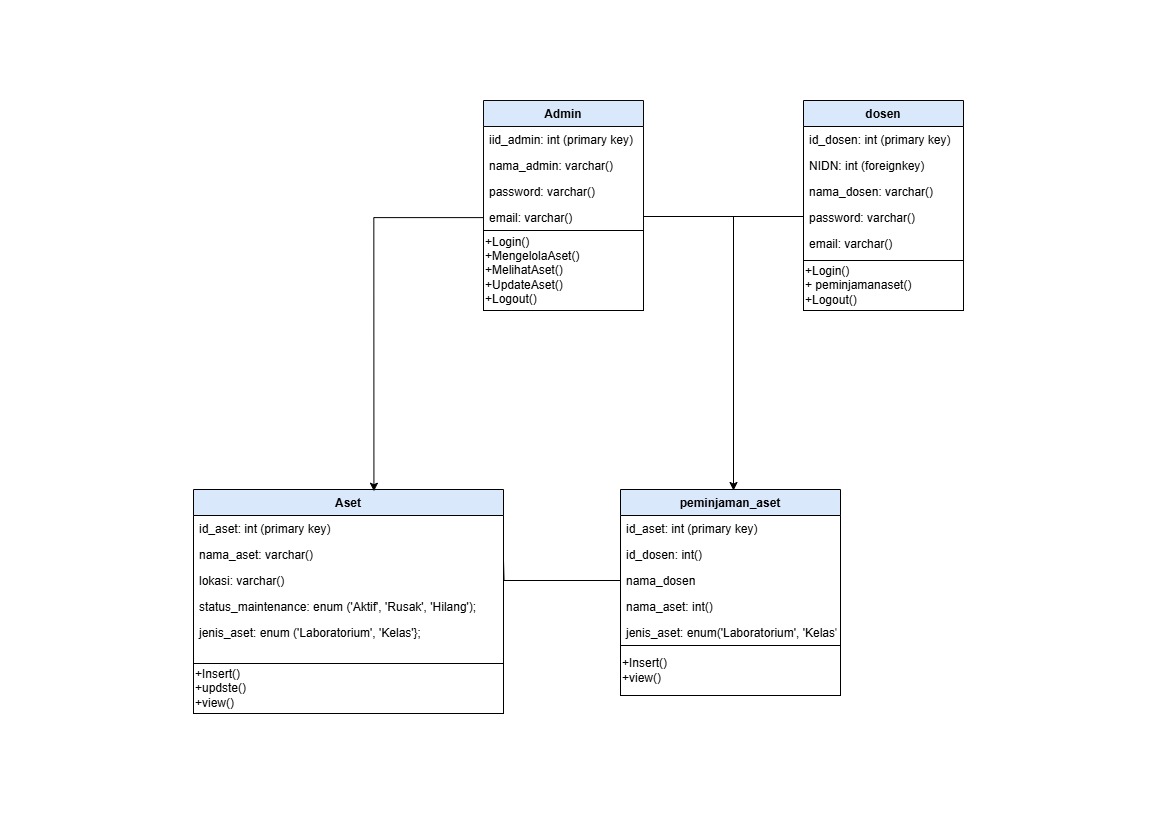 Admin
iid_admin: int (primary key)
nama_admin: varchar()
password: varchar()
email: varchar()
+Login()
+MengelolaAset()
+MelihatAset()
+UpdateAset()
+Logout()
dosen
id_dosen: int (primary key)
NIDN: int (foreignkey)
nama_dosen: varchar()
password: varchar()
email: varchar()
+Login()
+ peminjamanaset()
+Logout()
Aset
id_aset: int (primary key)
nama_aset: varchar()
lokasi: varchar()
status_maintenance: enum ('Aktif', 'Rusak', 'Hilang');
jenis_aset: enum ('Laboratorium', 'Kelas'};
+Insert()
+updste()
+view()
peminjaman_aset
id_aset: int (primary key)
id_dosen: int()
nama_dosen
nama_aset: int()
jenis_aset: enum('Laboratorium', 'Kelas'
+Insert()
+view()